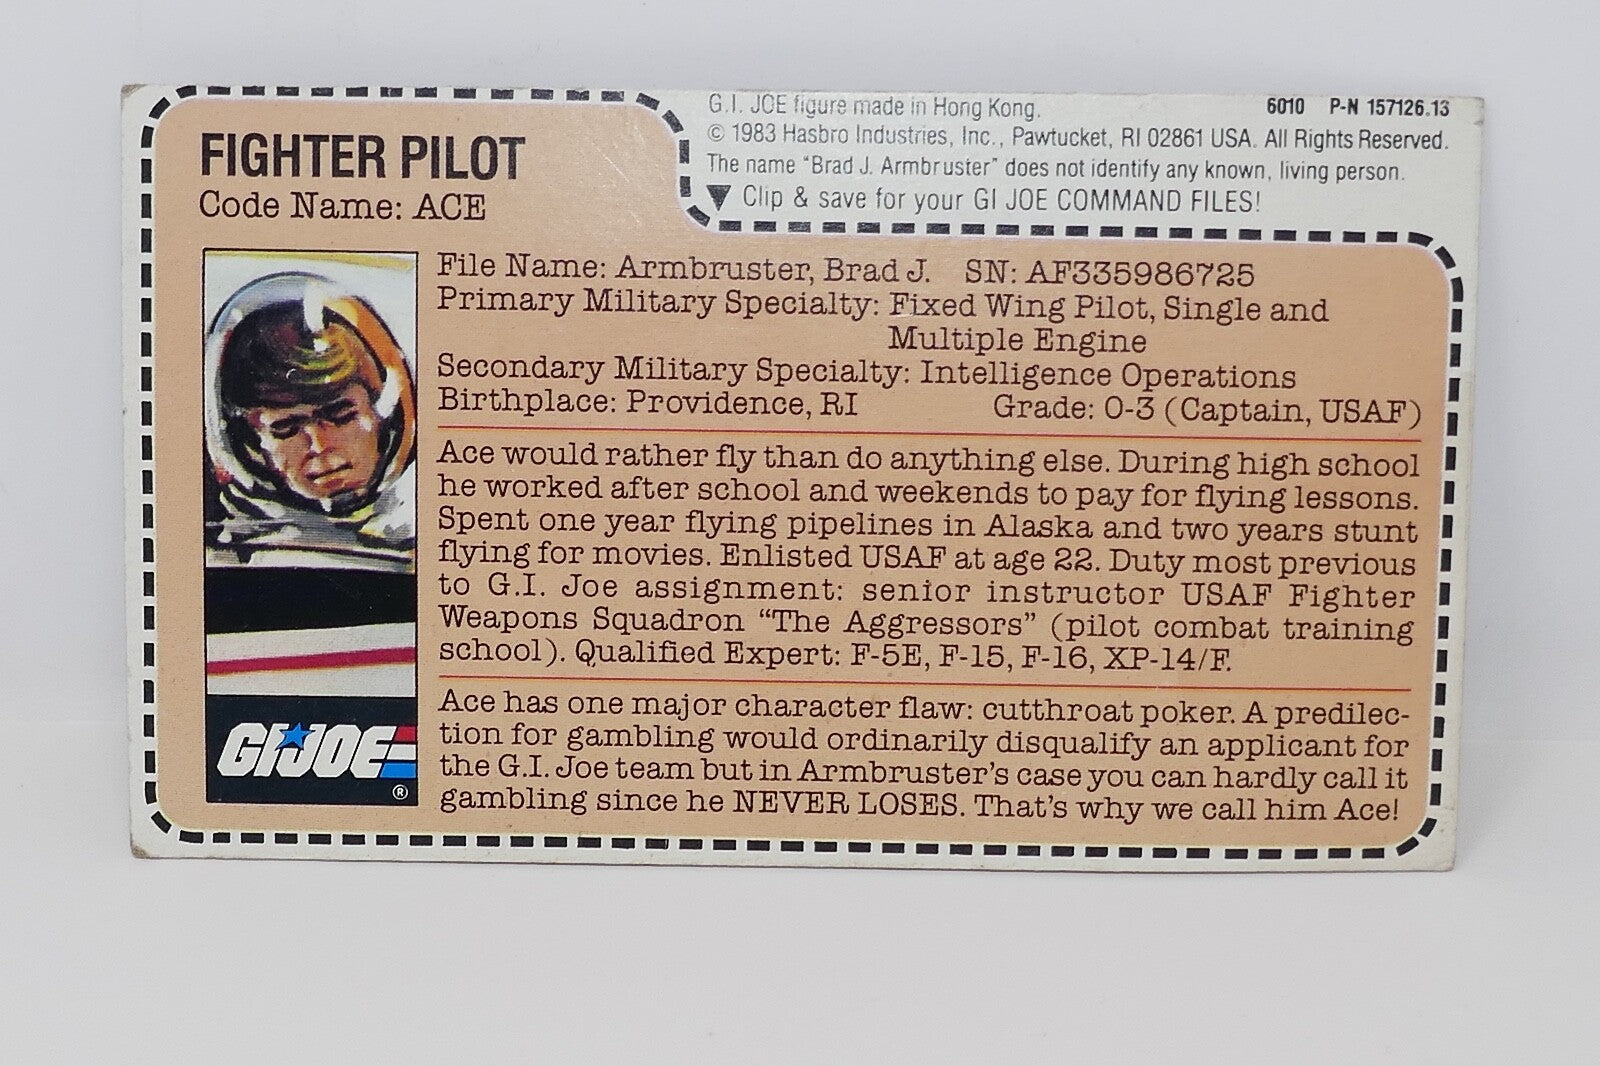 G.I. JOE figure made in Hong Kong. 6010 P-N 157126.13
© 1983 Hasbro Industries, Inc., Pawtucket, RI 02861 USA. All Rights Reserved.
The name "Brad J. Armbruster" does not identify any known, living person.
▼ Clip & save for your GI JOE COMMAND FILES!
FIGHTER PILOT
Code Name: ACE
File Name: Armbruster, Brad J. SN: AF335986725
Primary Military Specialty: Fixed Wing Pilot, Single and
Multiple Engine
Secondary Military Specialty: Intelligence Operations
Birthplace: Providence, RI Grade: O-3 (Captain, USAF)
Ace would rather fly than do anything else. During high school
he worked after school and weekends to pay for flying lessons.
Spent one year flying pipelines in Alaska and two years stunt
flying for movies. Enlisted USAF at age 22. Duty most previous
to G.I. Joe assignment: senior instructor USAF Fighter
Weapons Squadron "The Aggressors" (pilot combat training
school). Qualified Expert: F-5E, F-15, F-16, XP-14/F.
Ace has one major character flaw: cutthroat poker. A predilec-
tion for gambling would ordinarily disqualify an applicant for
the G.I. Joe team but in Armbruster's case you can hardly call it
gambling since he NEVER LOSES. That's why we call him Ace!
GI JOE
®